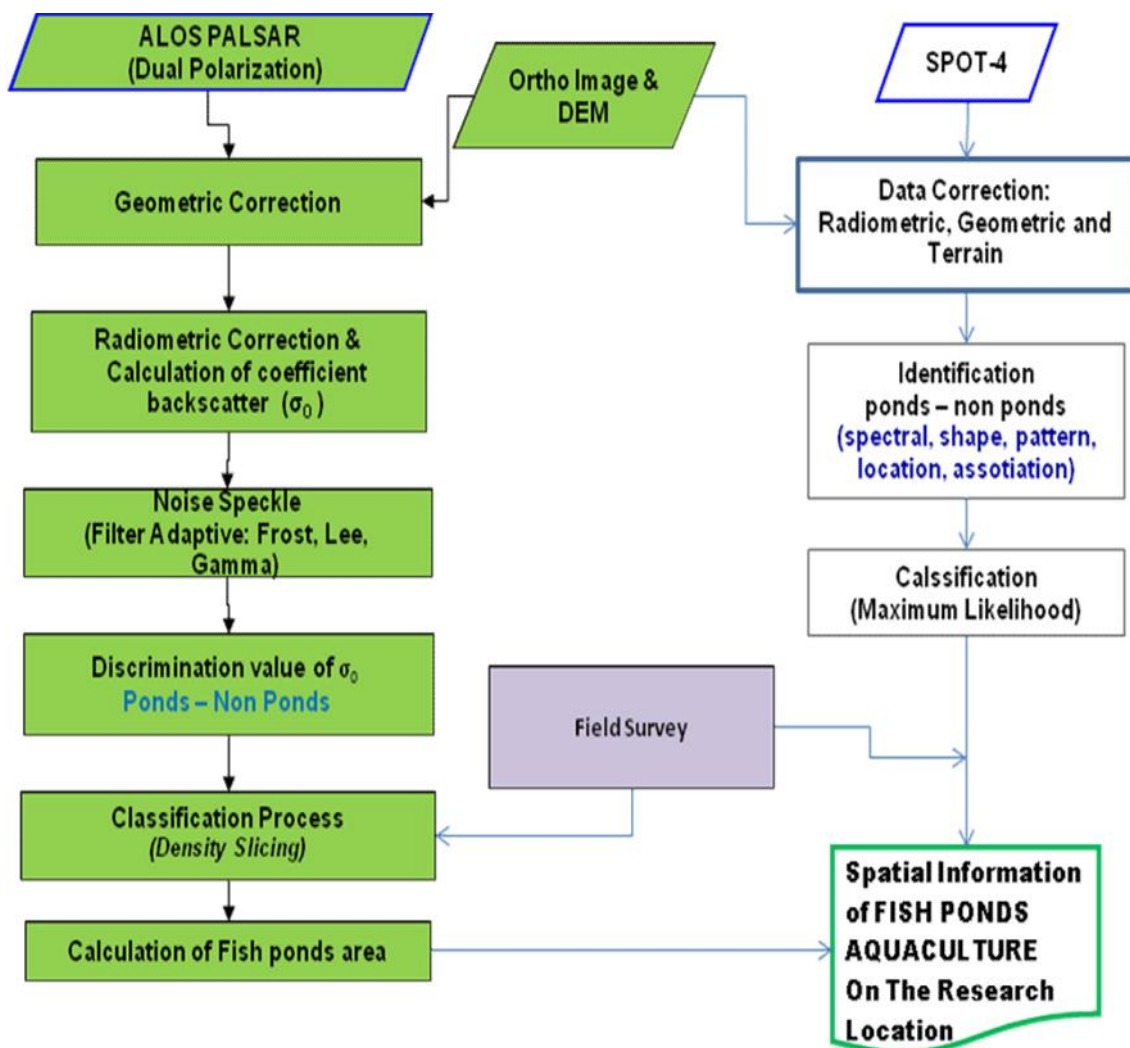 ALOS PALSAR
(Dual Polarization)
Ortho Image &
DEM
SPOT-4
Geometric Correction
Data Correction:
Radiometric, Geometric and
Terrain
Radiometric Correction &
Calculation of coefficient
backscatter (σ₀)
Identification
ponds – non ponds
(spectral, shape, pattern,
location, assotiation)
Noise Speckle
(Filter Adaptive: Frost, Lee,
Gamma)
Calssification
(Maximum Likelihood)
Discrimination value of σ₀
Ponds – Non Ponds
Field Survey
Classification Process
(Density Slicing)
Calculation of Fish ponds area
Spatial Information
of FISH PONDS
AQUACULTURE
On The Research
Location